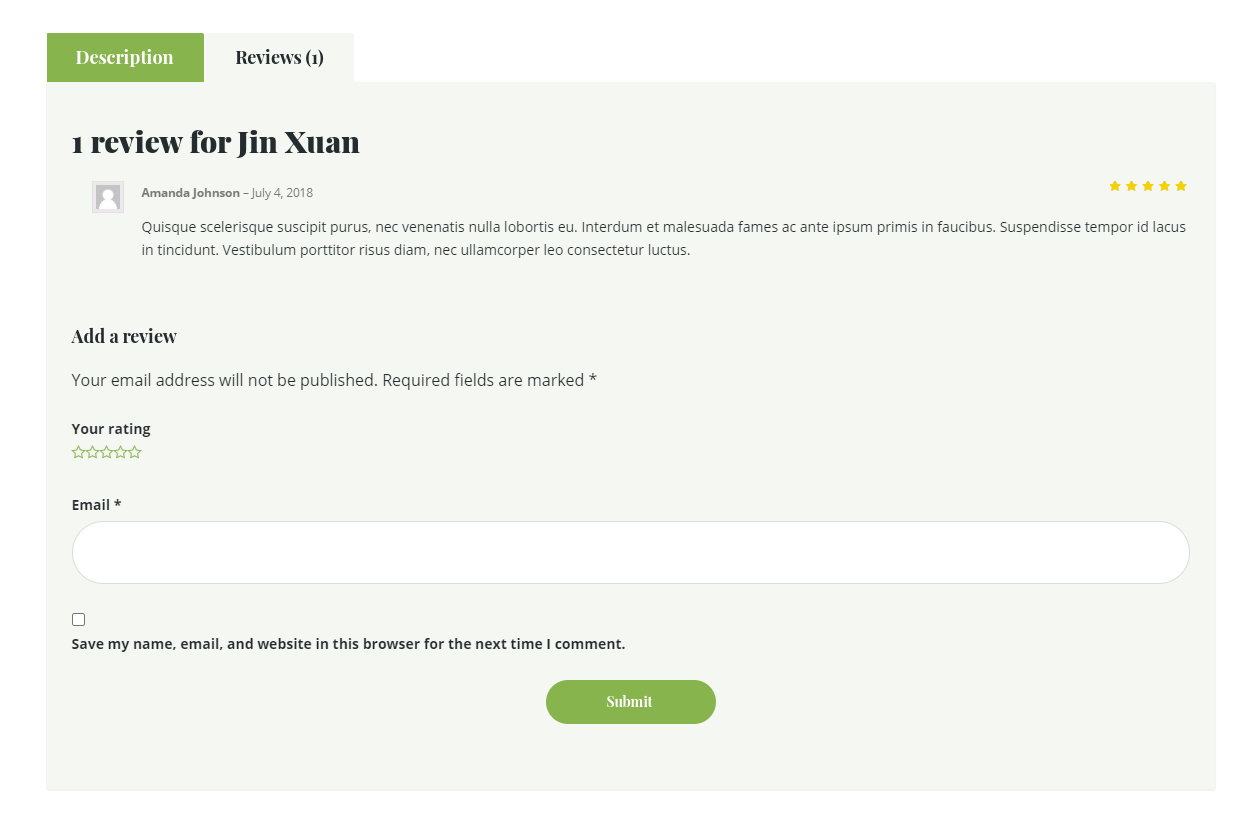 Description
Reviews (1)
1 review for Jin Xuan
Amanda Johnson – July 4, 2018
Quisque scelerisque suscipit purus, nec venenatis nulla lobortis eu. Interdum et malesuada fames ac ante ipsum primis in faucibus. Suspendisse tempor id lacus
in tincidunt. Vestibulum porttitor risus diam, nec ullamcorper leo consectetur luctus.
Add a review
Your email address will not be published. Required fields are marked *
Your rating
Email *
Save my name, email, and website in this browser for the next time I comment.
Submit